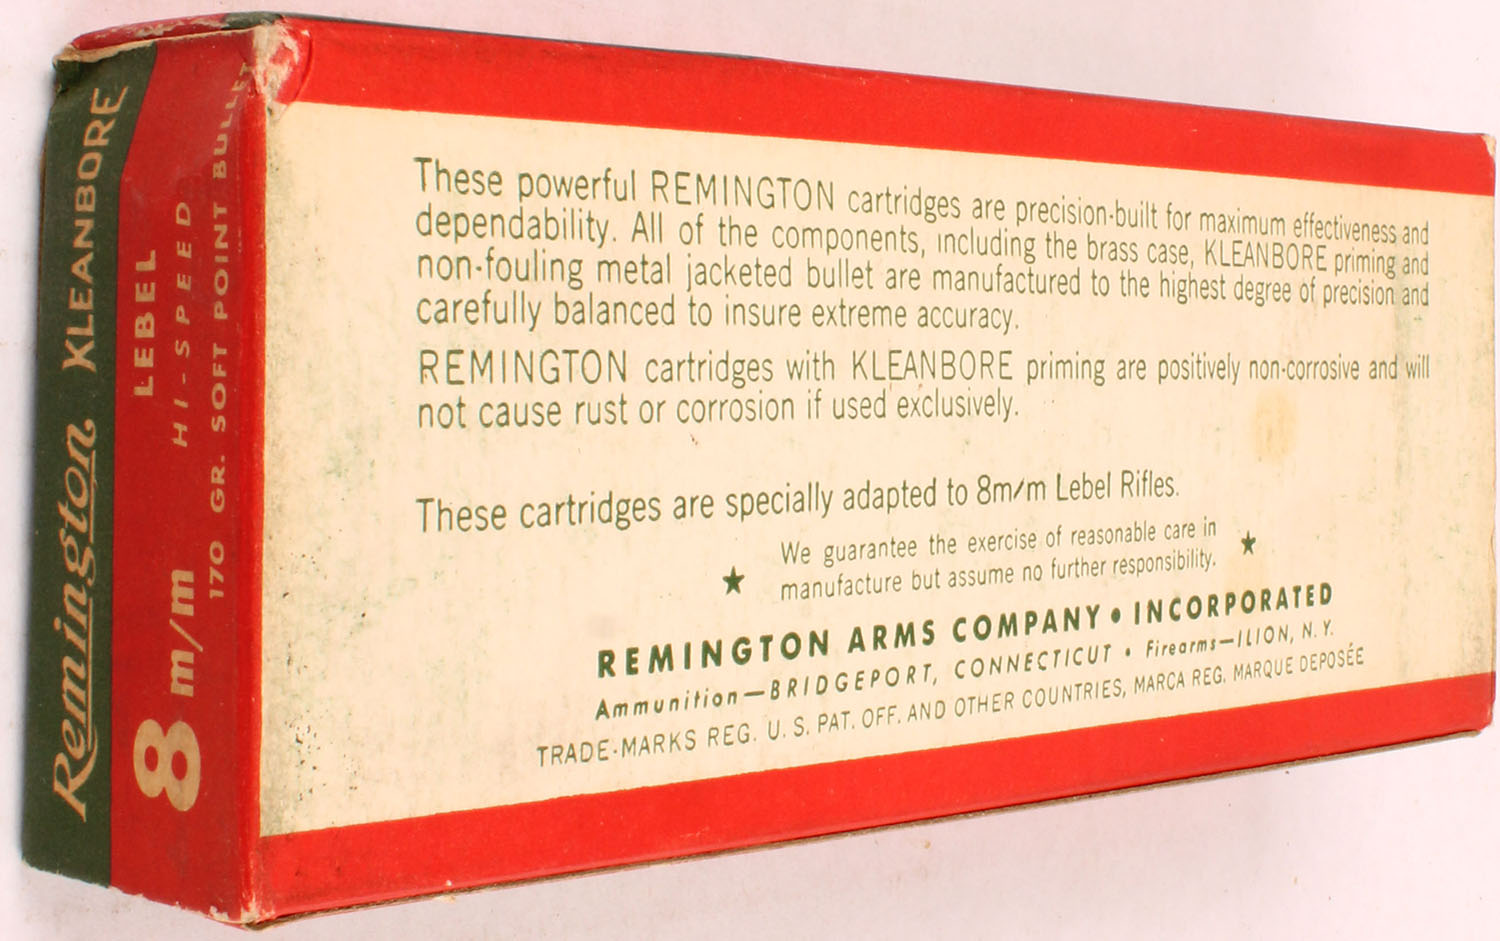 Remington KLEANBORE
8 m/m LEBEL
HI-SPEED
170 GR. SOFT POINT BULLET
These powerful REMINGTON cartridges are precision-built for maximum effectiveness and
dependability. All of the components, including the brass case, KLEANBORE priming and
non-fouling metal jacketed bullet are manufactured to the highest degree of precision and
carefully balanced to insure extreme accuracy.
REMINGTON cartridges with KLEANBORE priming are positively non-corrosive and will
not cause rust or corrosion if used exclusively.
These cartridges are specially adapted to 8m/m Lebel Rifles.
We guarantee the exercise of reasonable care in
★ manufacture but assume no further responsibility. ★
REMINGTON ARMS COMPANY • INCORPORATED
Ammunition—BRIDGEPORT, CONNECTICUT • Firearms—ILION, N. Y.
TRADE-MARKS REG. U. S. PAT. OFF. AND OTHER COUNTRIES, MARCA REG. MARQUE DEPOSÉE